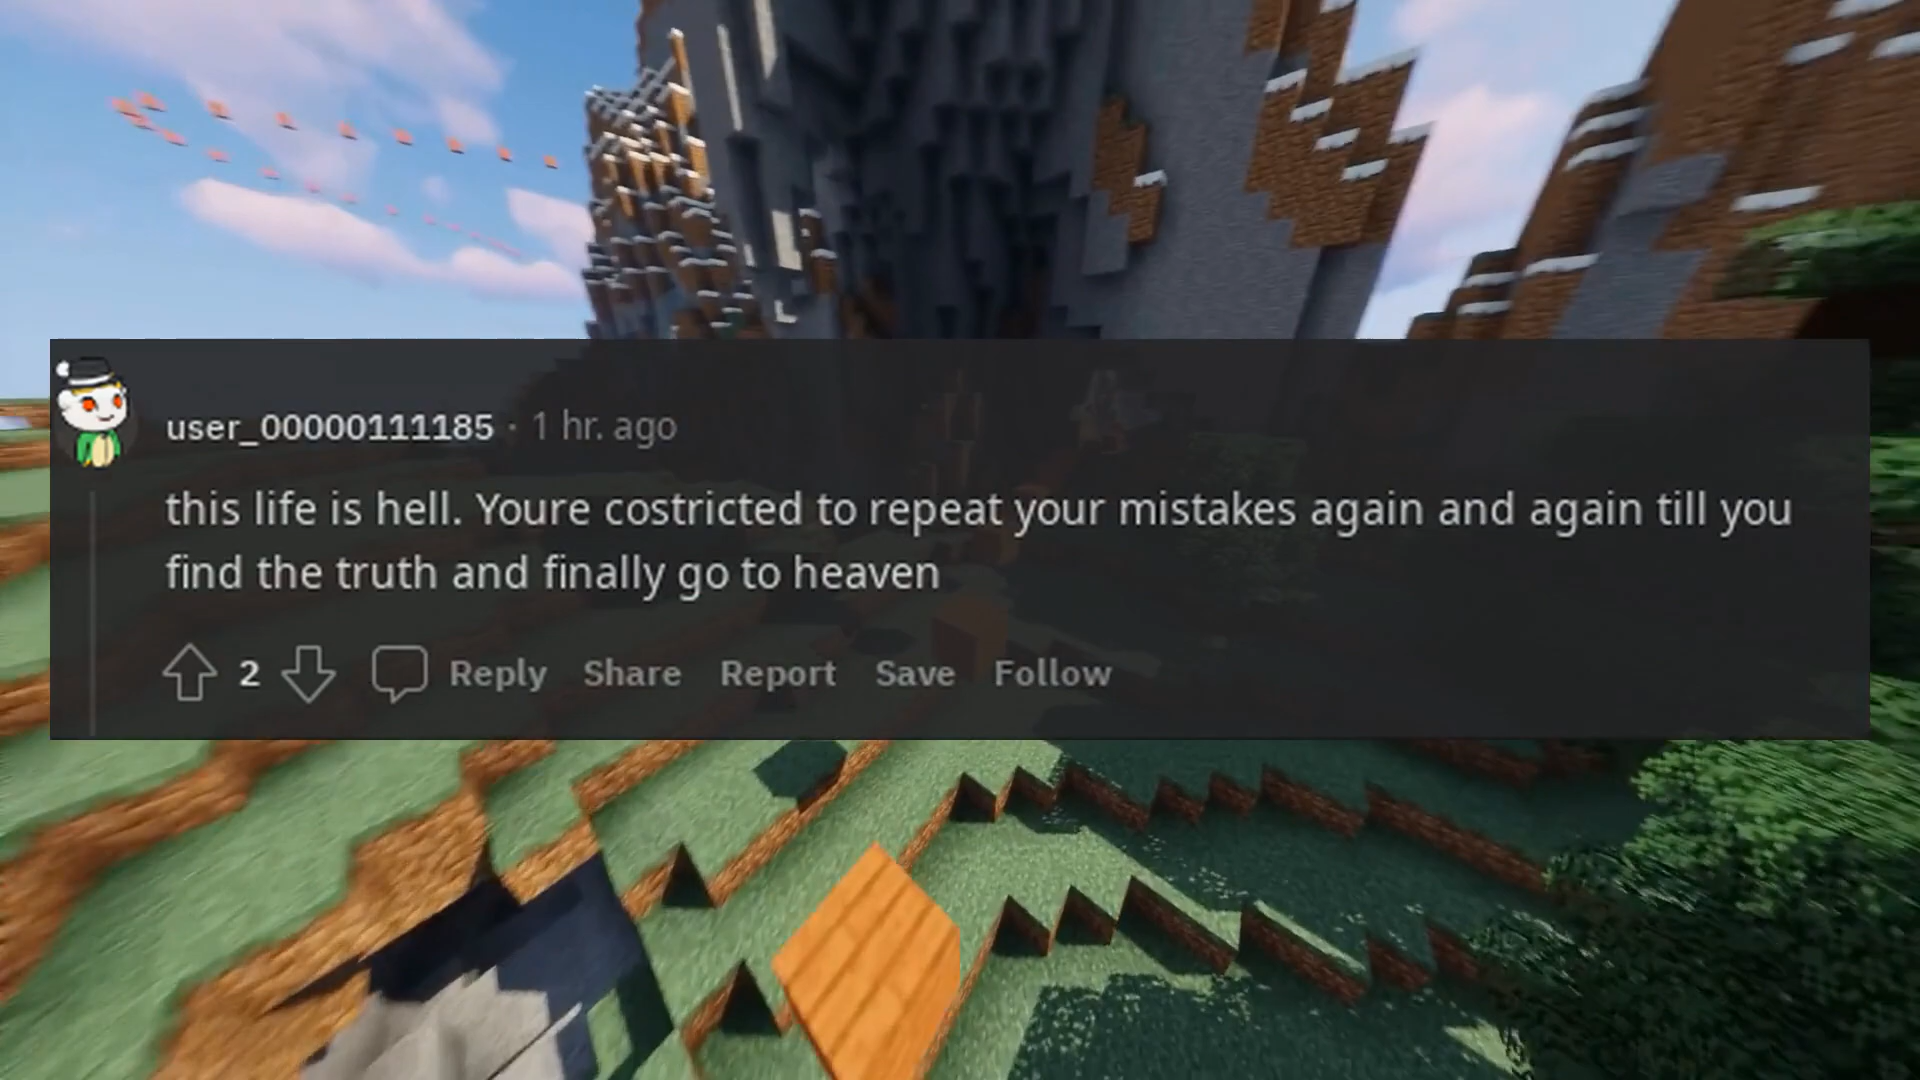 user_00000111185 · 1 hr. ago
this life is hell. Youre costricted to repeat your mistakes again and again till you
find the truth and finally go to heaven
2 Reply Share Report Save Follow